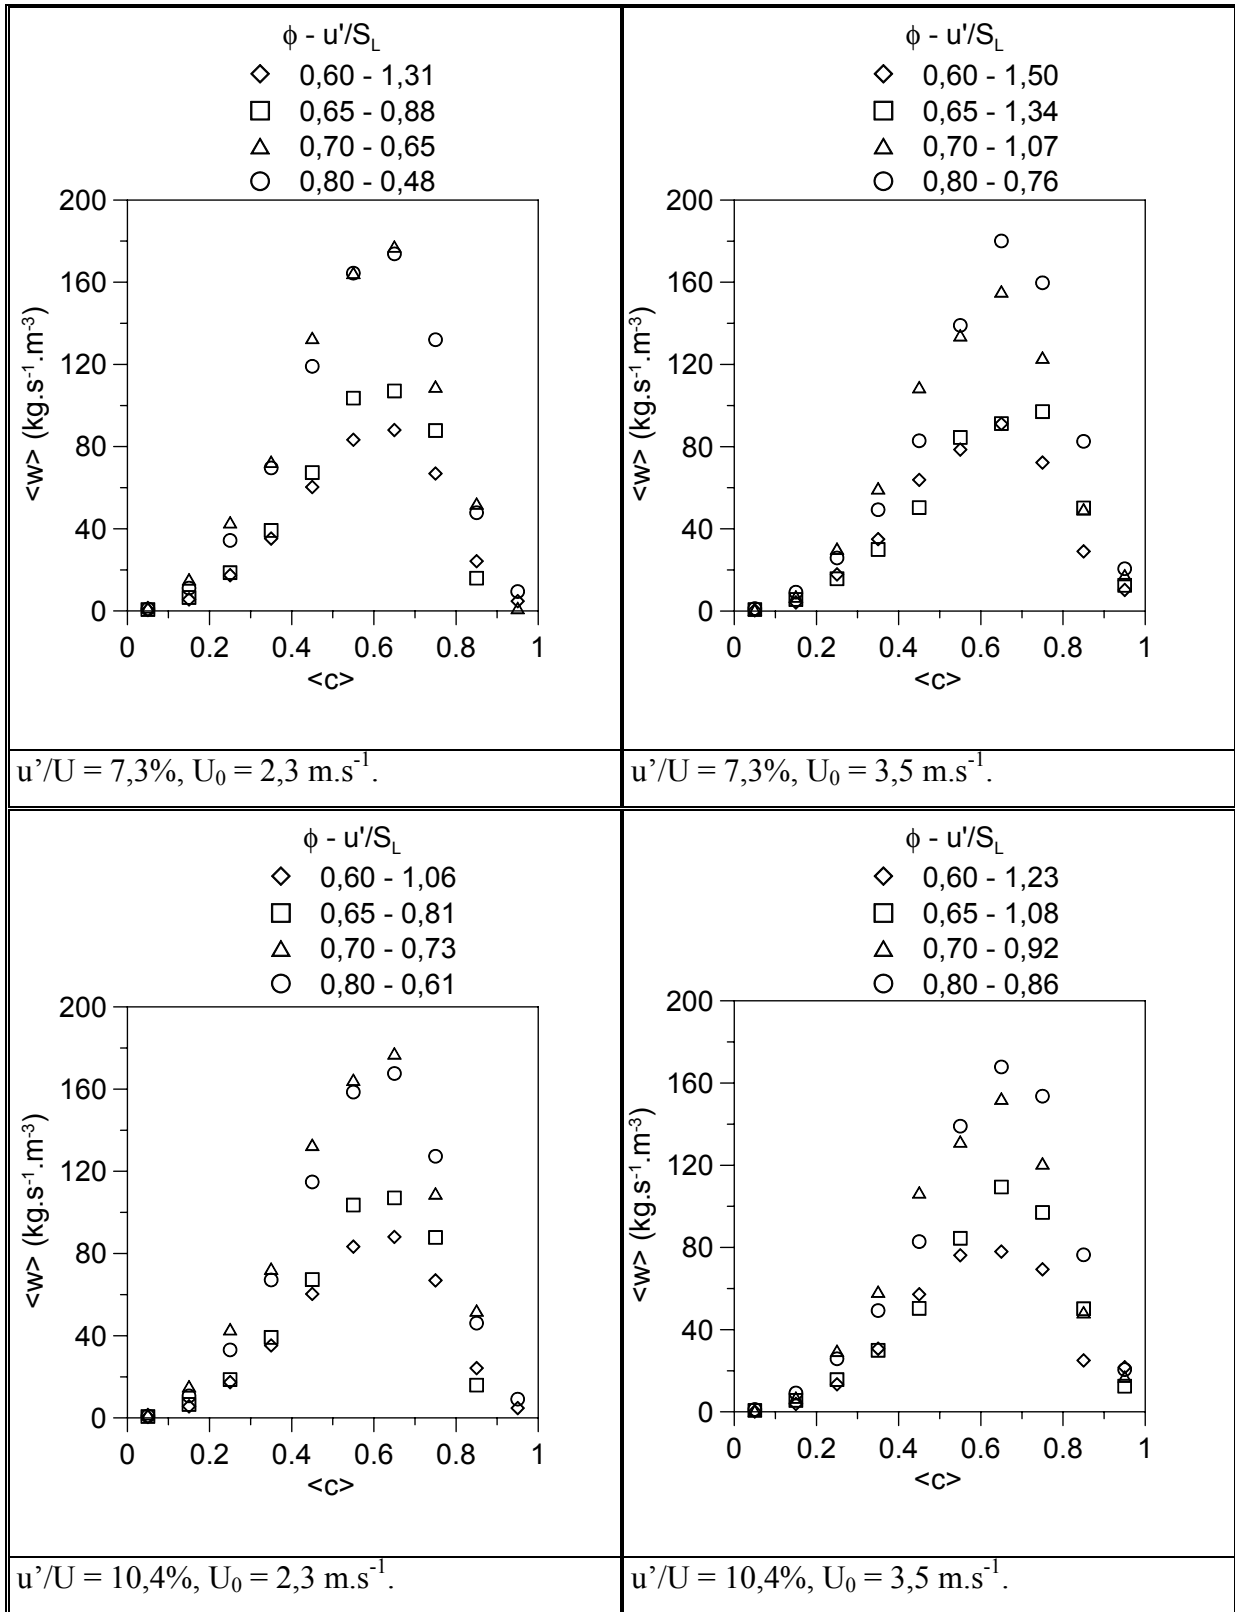 ϕ - u'/S_L
0,60 - 1,31
0,65 - 0,88
0,70 - 0,65
0,80 - 0,48
200
160
120
80
40
0
<w> (kg.s⁻¹.m⁻³)
0 0.2 0.4 0.6 0.8 1
<c>
u’/U = 7,3%, U₀ = 2,3 m.s⁻¹.
ϕ - u'/S_L
0,60 - 1,50
0,65 - 1,34
0,70 - 1,07
0,80 - 0,76
200
160
120
80
40
0
<w> (kg.s⁻¹.m⁻³)
0 0.2 0.4 0.6 0.8 1
<c>
u’/U = 7,3%, U₀ = 3,5 m.s⁻¹.
ϕ - u'/S_L
0,60 - 1,06
0,65 - 0,81
0,70 - 0,73
0,80 - 0,61
200
160
120
80
40
0
<w> (kg.s⁻¹.m⁻³)
0 0.2 0.4 0.6 0.8 1
<c>
u’/U = 10,4%, U₀ = 2,3 m.s⁻¹.
ϕ - u'/S_L
0,60 - 1,23
0,65 - 1,08
0,70 - 0,92
0,80 - 0,86
200
160
120
80
40
0
<w> (kg.s⁻¹.m⁻³)
0 0.2 0.4 0.6 0.8 1
<c>
u’/U = 10,4%, U₀ = 3,5 m.s⁻¹.